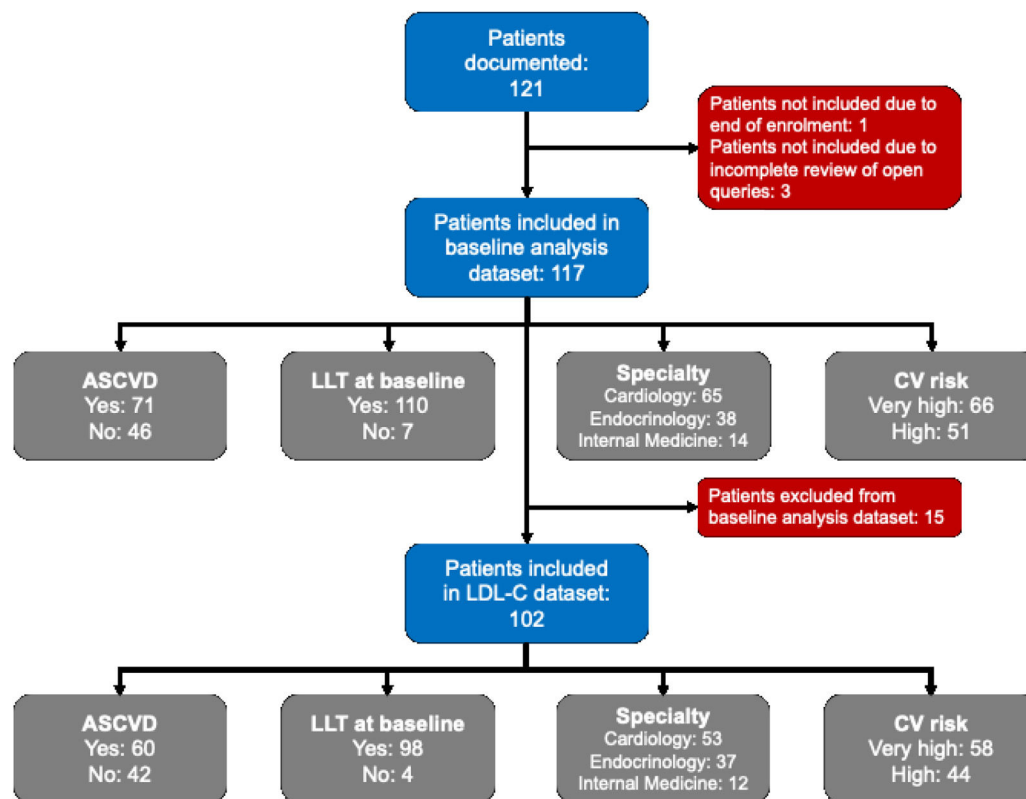 Patients
documented:
121
Patients not included due to
end of enrolment: 1
Patients not included due to
incomplete review of open
queries: 3
Patients included in
baseline analysis
dataset: 117
ASCVD
Yes: 71
No: 46
LLT at baseline
Yes: 110
No: 7
Specialty
Cardiology: 65
Endocrinology: 38
Internal Medicine: 14
CV risk
Very high: 66
High: 51
Patients excluded from
baseline analysis dataset: 15
Patients included
in LDL-C dataset:
102
ASCVD
Yes: 60
No: 42
LLT at baseline
Yes: 98
No: 4
Specialty
Cardiology: 53
Endocrinology: 37
Internal Medicine: 12
CV risk
Very high: 58
High: 44